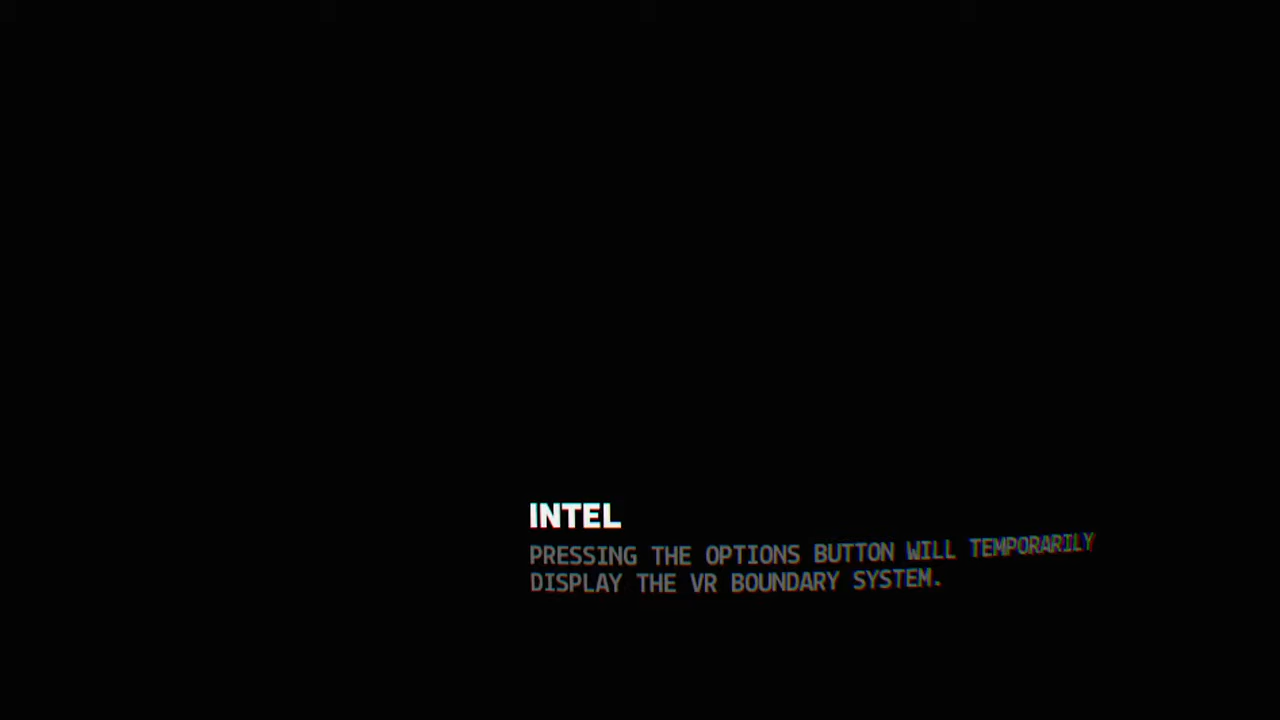 INTEL
PRESSING THE OPTIONS BUTTON WILL TEMPORARILY
DISPLAY THE VR BOUNDARY SYSTEM.